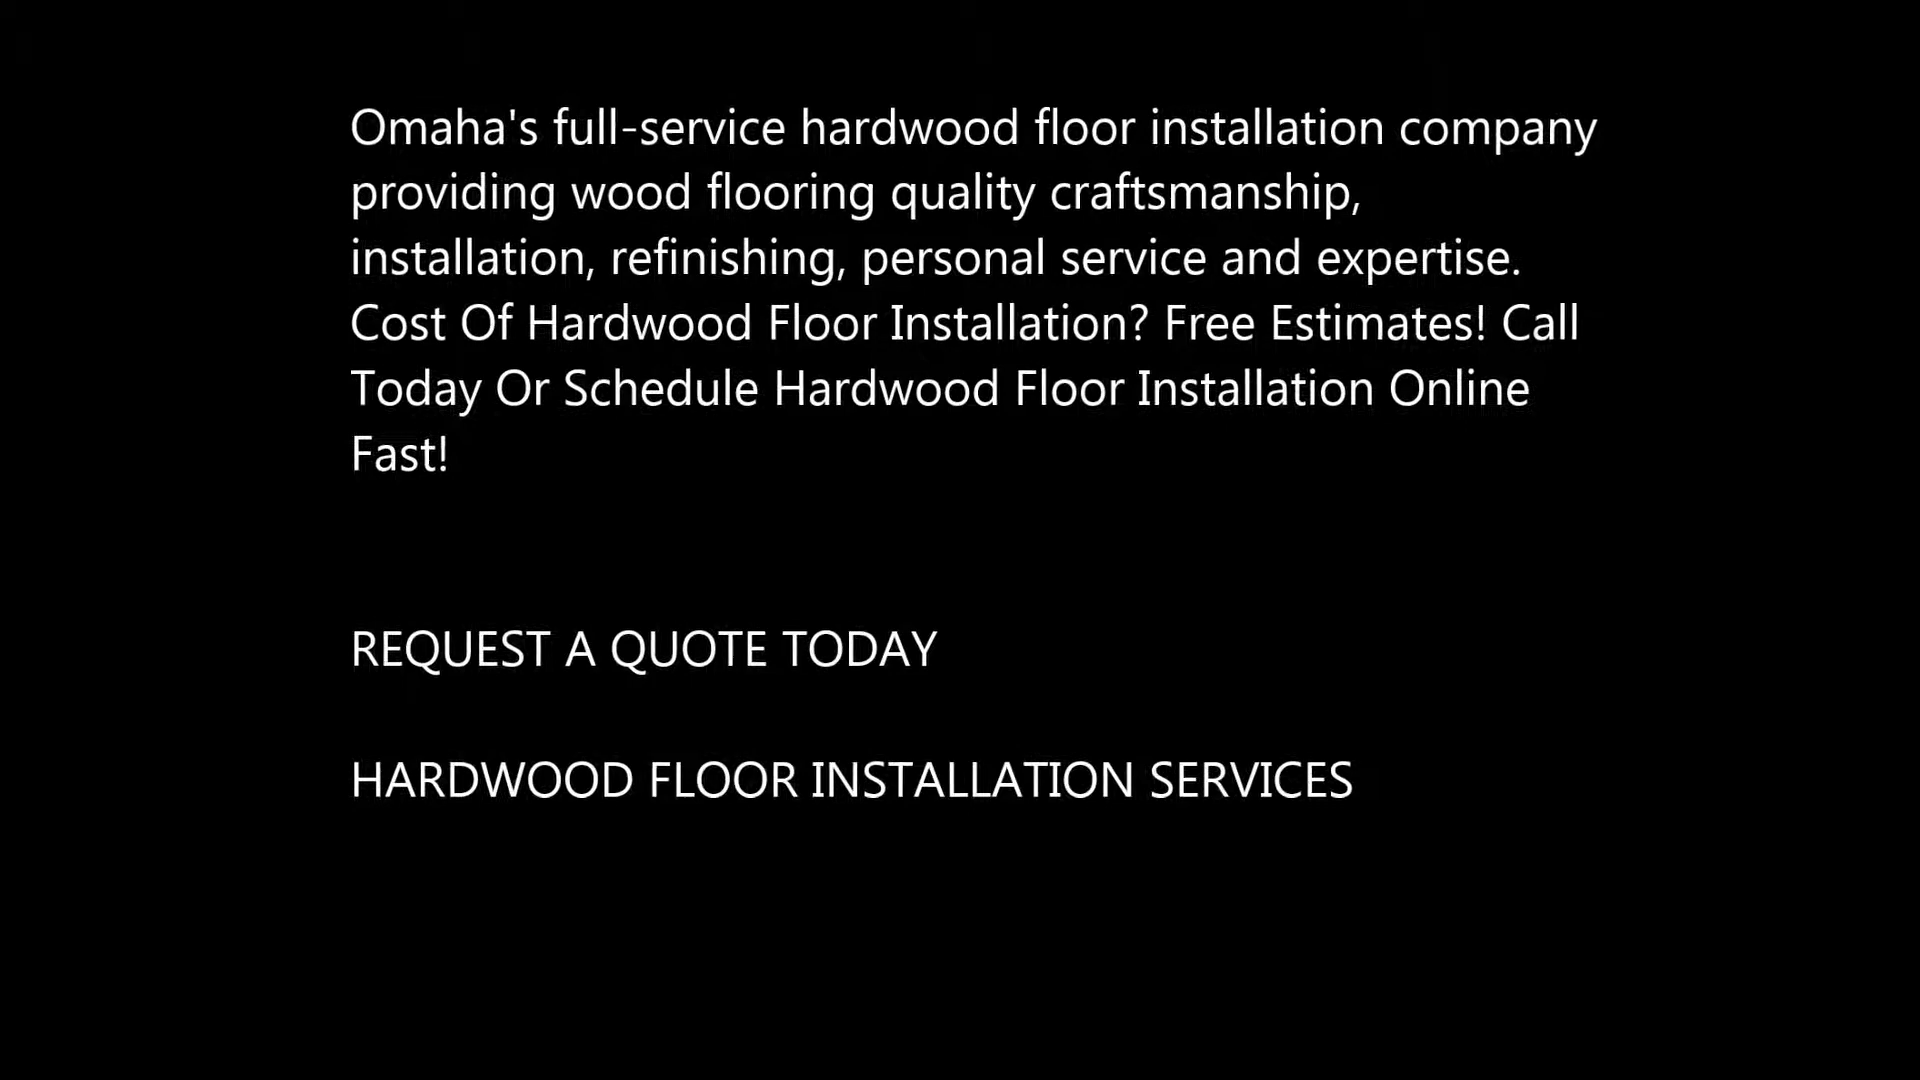 Omaha's full-service hardwood floor installation company
providing wood flooring quality craftsmanship,
installation, refinishing, personal service and expertise.
Cost Of Hardwood Floor Installation? Free Estimates! Call
Today Or Schedule Hardwood Floor Installation Online
Fast!
REQUEST A QUOTE TODAY
HARDWOOD FLOOR INSTALLATION SERVICES